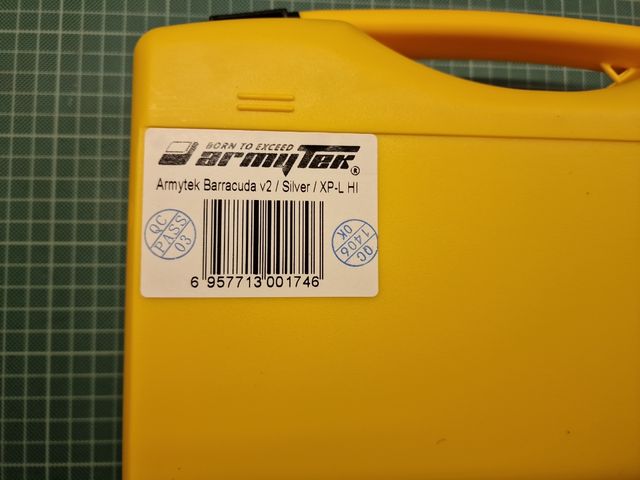 BORN TO EXCEED
armyTek®
Armytek Barracuda v2 / Silver / XP-L HI
QC
PASS
03
QC
1406
OK
6 957713 001746